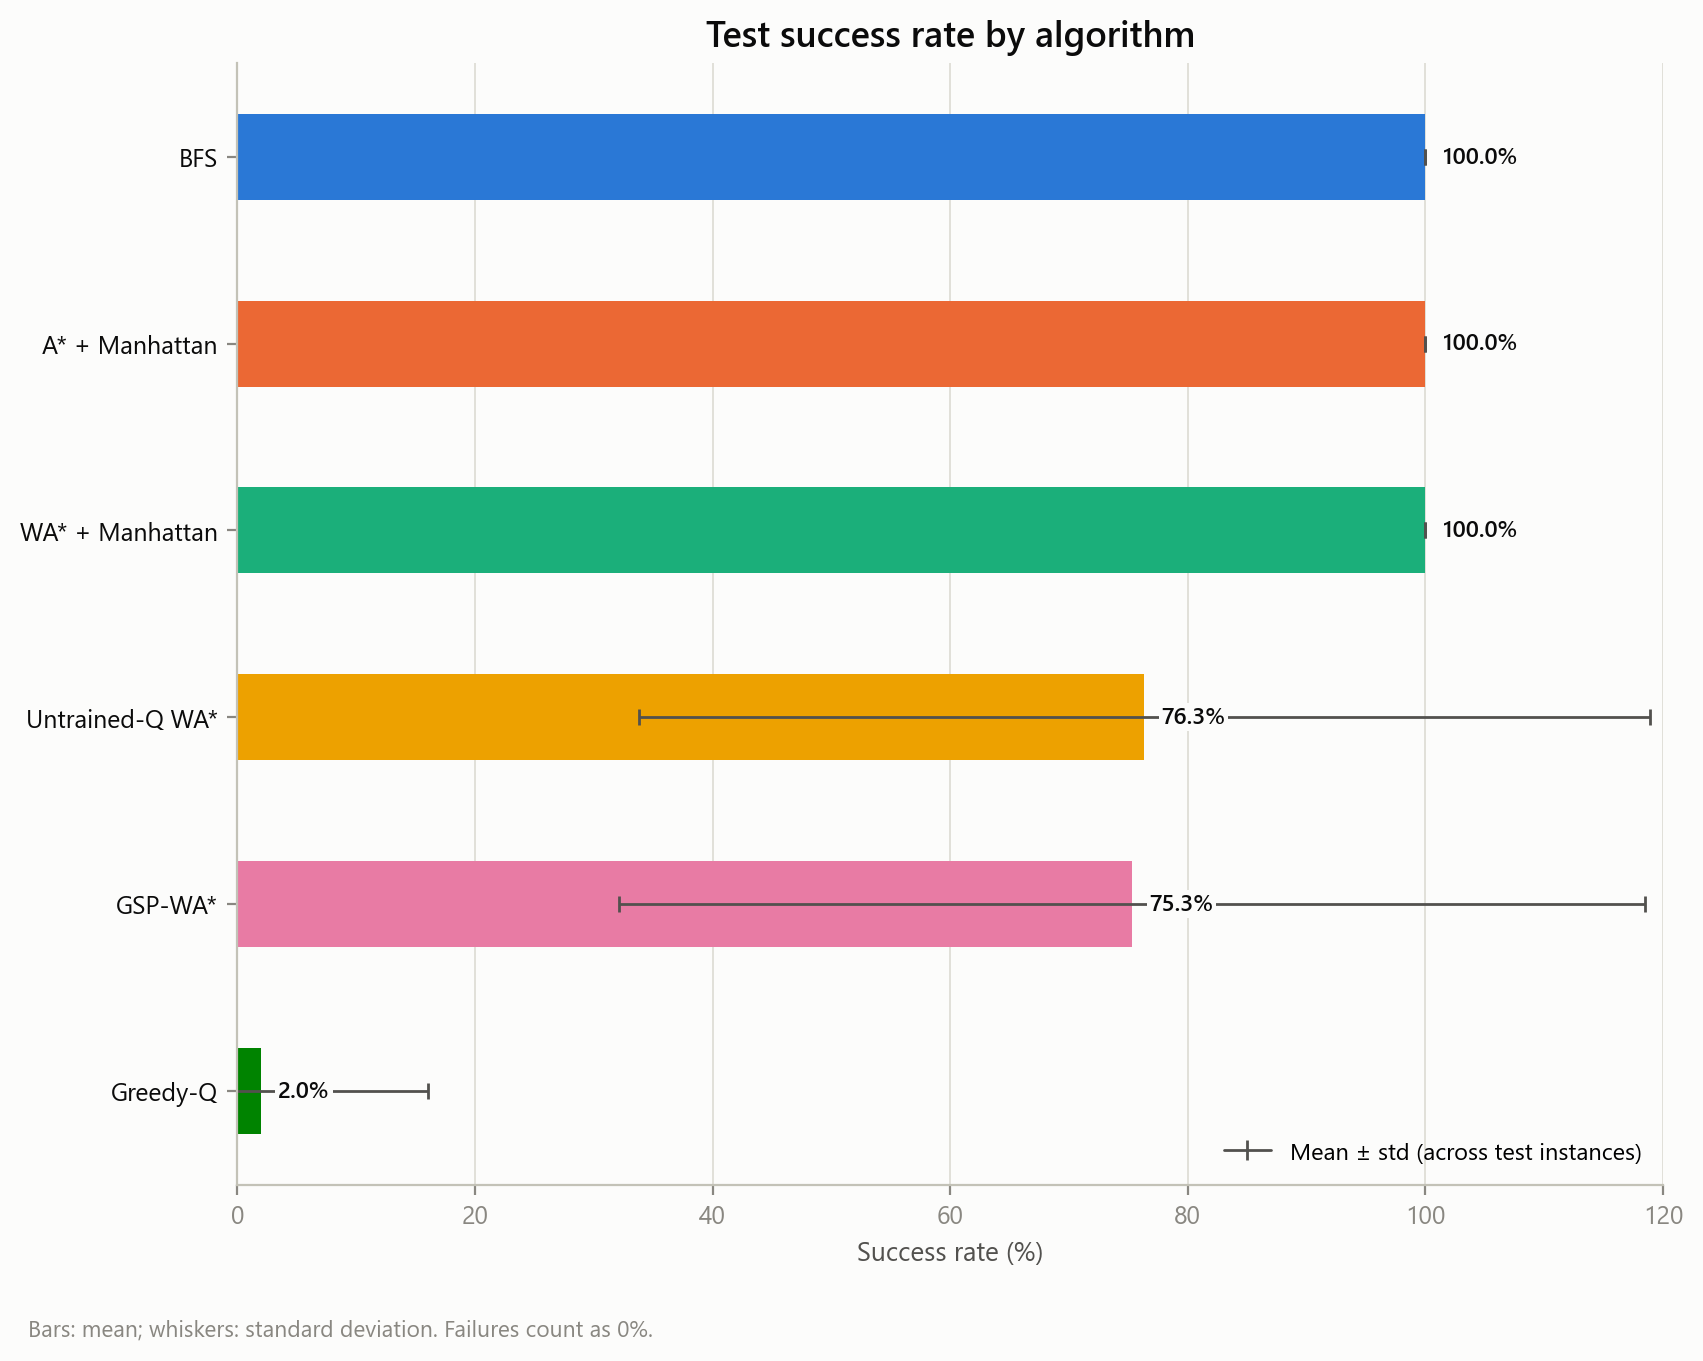 Test success rate by algorithm
BFS
100.0%
A* + Manhattan
100.0%
WA* + Manhattan
100.0%
Untrained-Q WA*
76.3%
GSP-WA*
75.3%
Greedy-Q
2.0%
Mean ± std (across test instances)
0 20 40 60 80 100 120
Success rate (%)
Bars: mean; whiskers: standard deviation. Failures count as 0%.